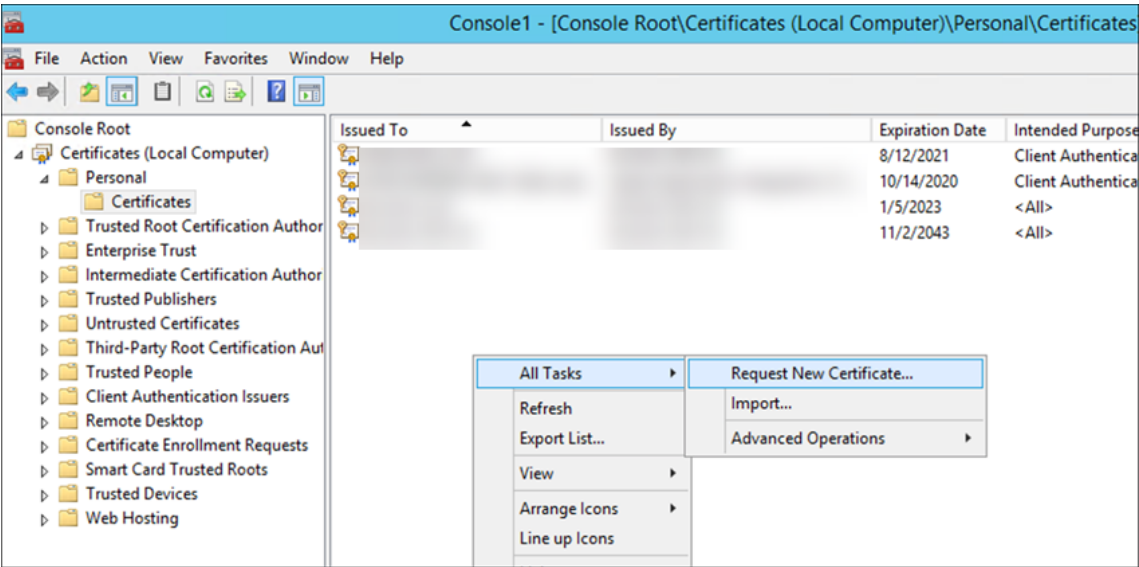 Console1 - [Console Root\Certificates (Local Computer)\Personal\Certificates
File Action View Favorites Window Help
Console Root
Certificates (Local Computer)
Personal
Certificates
Trusted Root Certification Author
Enterprise Trust
Intermediate Certification Author
Trusted Publishers
Untrusted Certificates
Third-Party Root Certification Aut
Trusted People
Client Authentication Issuers
Remote Desktop
Certificate Enrollment Requests
Smart Card Trusted Roots
Trusted Devices
Web Hosting
Issued To Issued By Expiration Date Intended Purpose
8/12/2021 Client Authentica
10/14/2020 Client Authentica
1/5/2023 <All>
11/2/2043 <All>
All Tasks
Refresh
Export List...
View
Arrange Icons
Line up Icons
Request New Certificate...
Import...
Advanced Operations